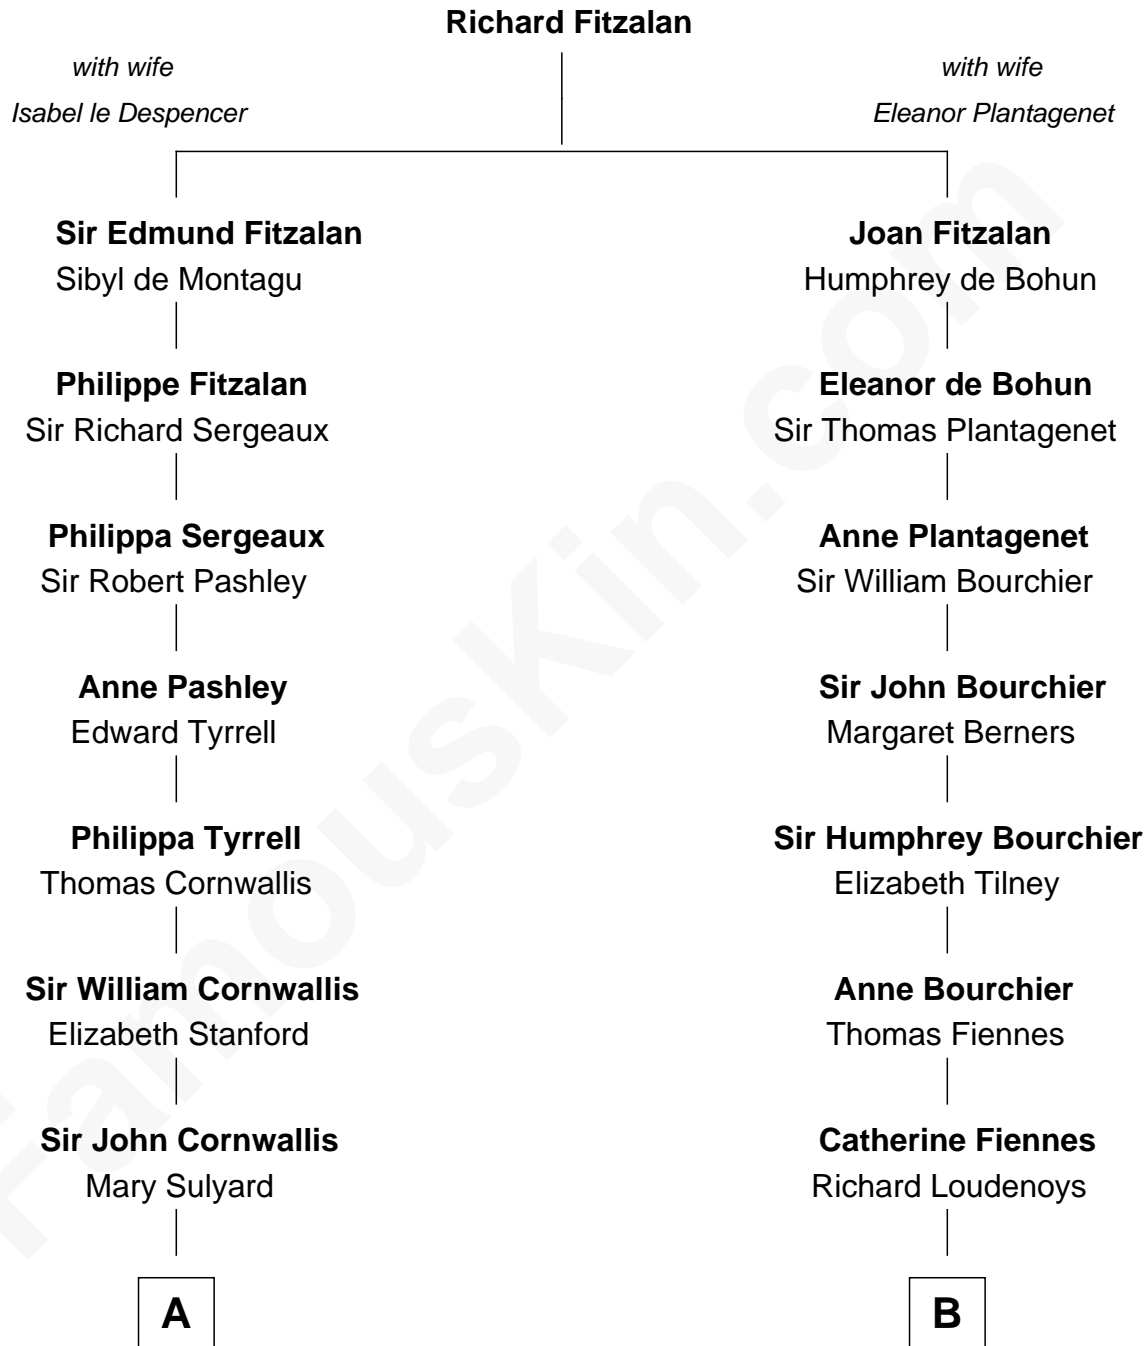 Richard Fitzalan
with wife
Isabel le Despencer
with wife
Eleanor Plantagenet
Sir Edmund Fitzalan
Sibyl de Montagu
Joan Fitzalan
Humphrey de Bohun
Philippe Fitzalan
Sir Richard Sergeaux
Eleanor de Bohun
Sir Thomas Plantagenet
Philippa Sergeaux
Sir Robert Pashley
Anne Plantagenet
Sir William Bourchier
Anne Pashley
Edward Tyrrell
Sir John Bourchier
Margaret Berners
Philippa Tyrrell
Thomas Cornwallis
Sir Humphrey Bourchier
Elizabeth Tilney
Sir William Cornwallis
Elizabeth Stanford
Anne Bourchier
Thomas Fiennes
Sir John Cornwallis
Mary Sulyard
Catherine Fiennes
Richard Loudenoys
A
B
FamousKin.com